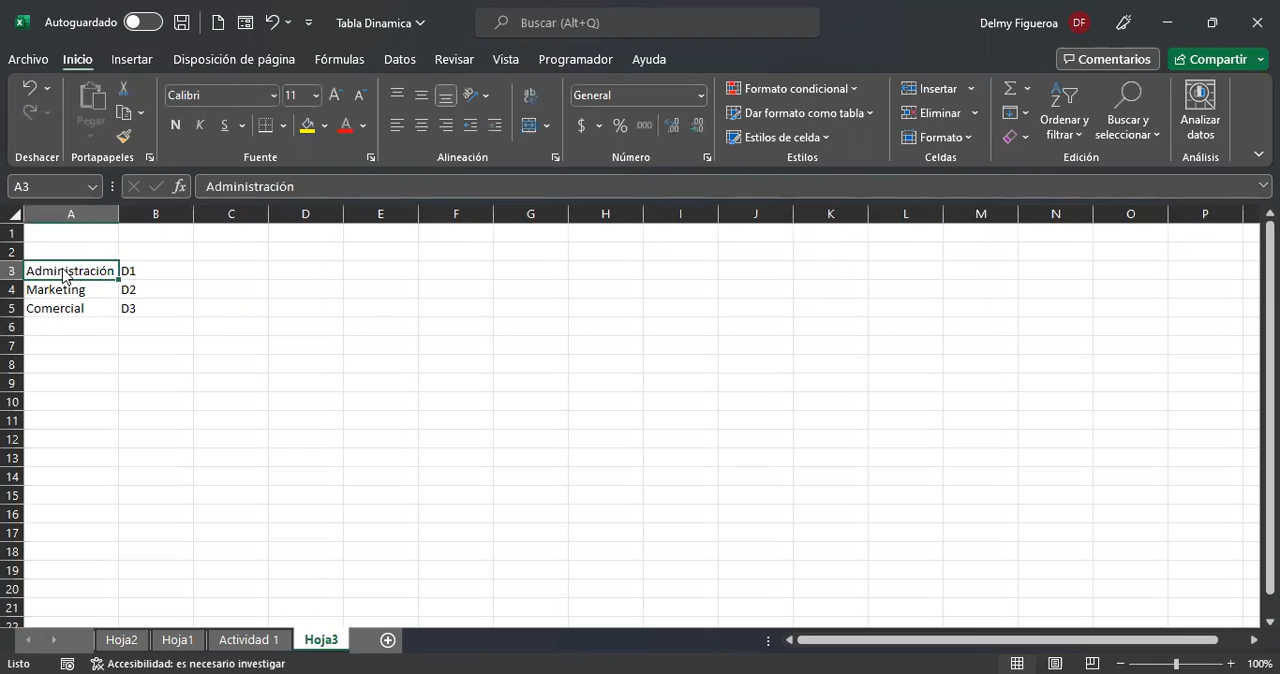 Autoguardado Tabla Dinamica Buscar (Alt+Q) Delmy Figueroa DF
Archivo Inicio Insertar Disposición de página Fórmulas Datos Revisar Vista Programador Ayuda Comentarios Compartir
Calibri 11 General Formato condicional Insertar
Pegar N K S $ % 000 Dar formato como tabla Eliminar Ordenar y filtrar Buscar y seleccionar Analizar datos
Estilos de celda Formato
Deshacer Portapapeles Fuente Alineación Número Estilos Celdas Edición Análisis
A3 fx Administración
A B C D E F G H I J K L M N O P
1
2
3 Administración D1
4 Marketing D2
5 Comercial D3
6
7
8
9
10
11
12
13
14
15
16
17
18
19
20
21
22
Hoja2 Hoja1 Actividad 1 Hoja3
Listo Accesibilidad: es necesario investigar 100%